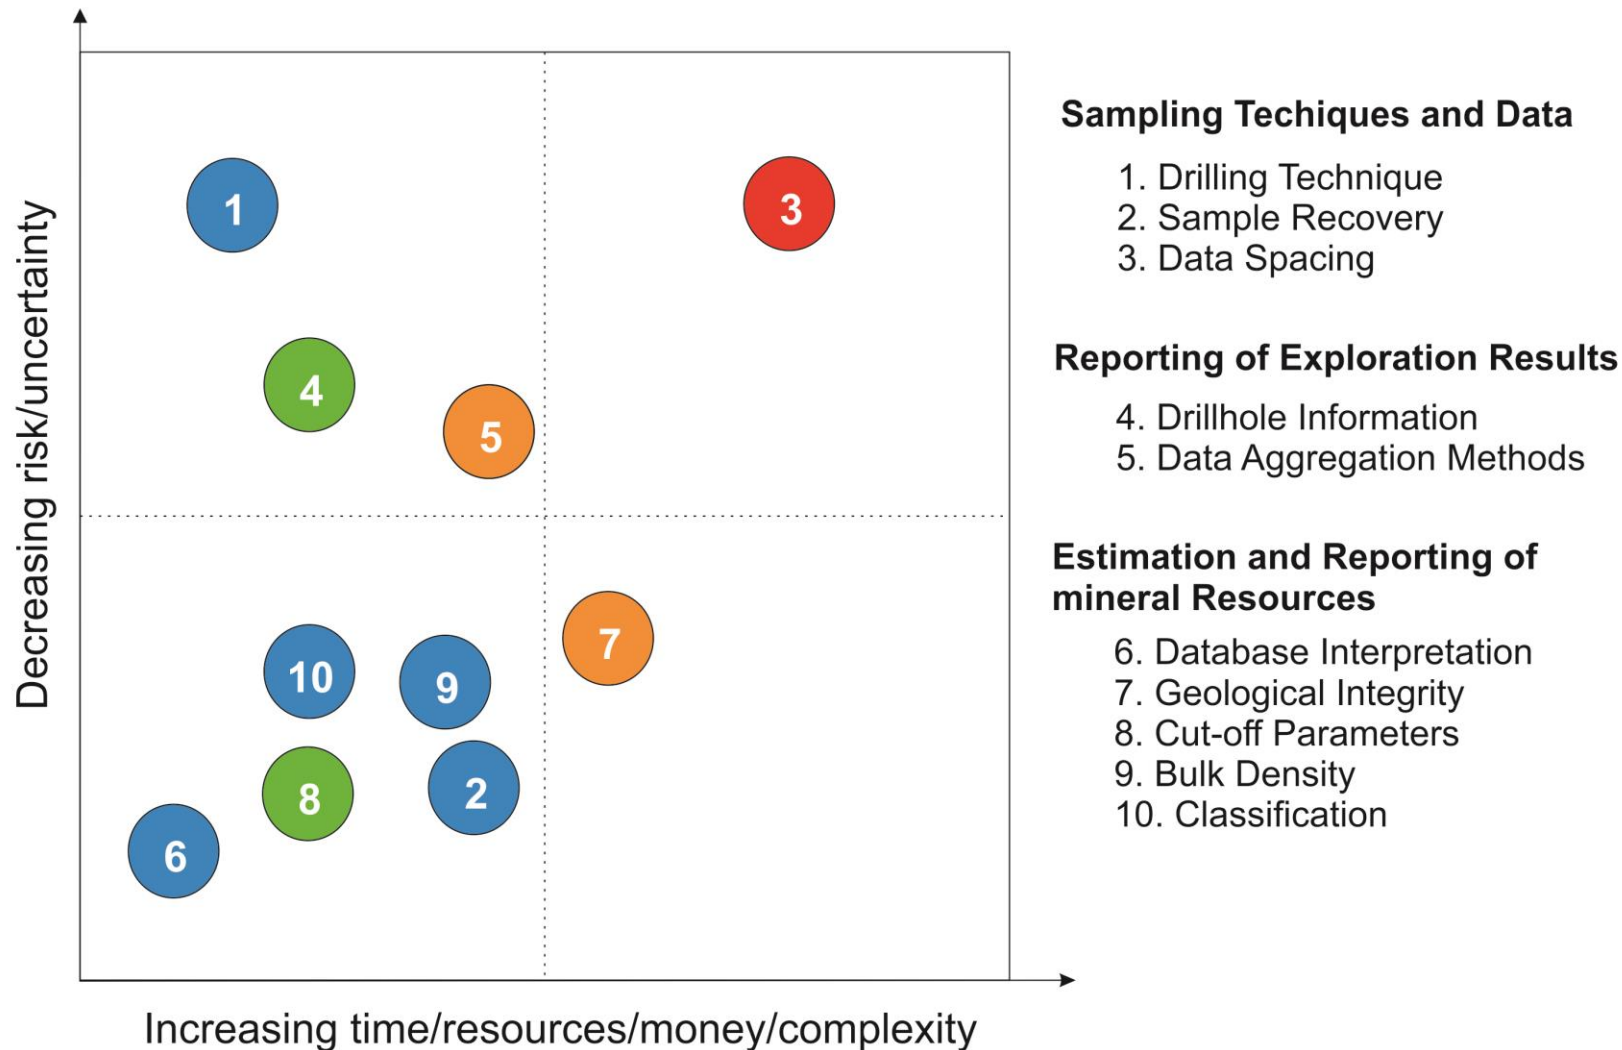 Decreasing risk/uncertainty
1
3
4
5
7
10
9
8
2
6
Increasing time/resources/money/complexity
Sampling Techiques and Data
1. Drilling Technique
2. Sample Recovery
3. Data Spacing
Reporting of Exploration Results
4. Drillhole Information
5. Data Aggregation Methods
Estimation and Reporting of
mineral Resources
6. Database Interpretation
7. Geological Integrity
8. Cut-off Parameters
9. Bulk Density
10. Classification